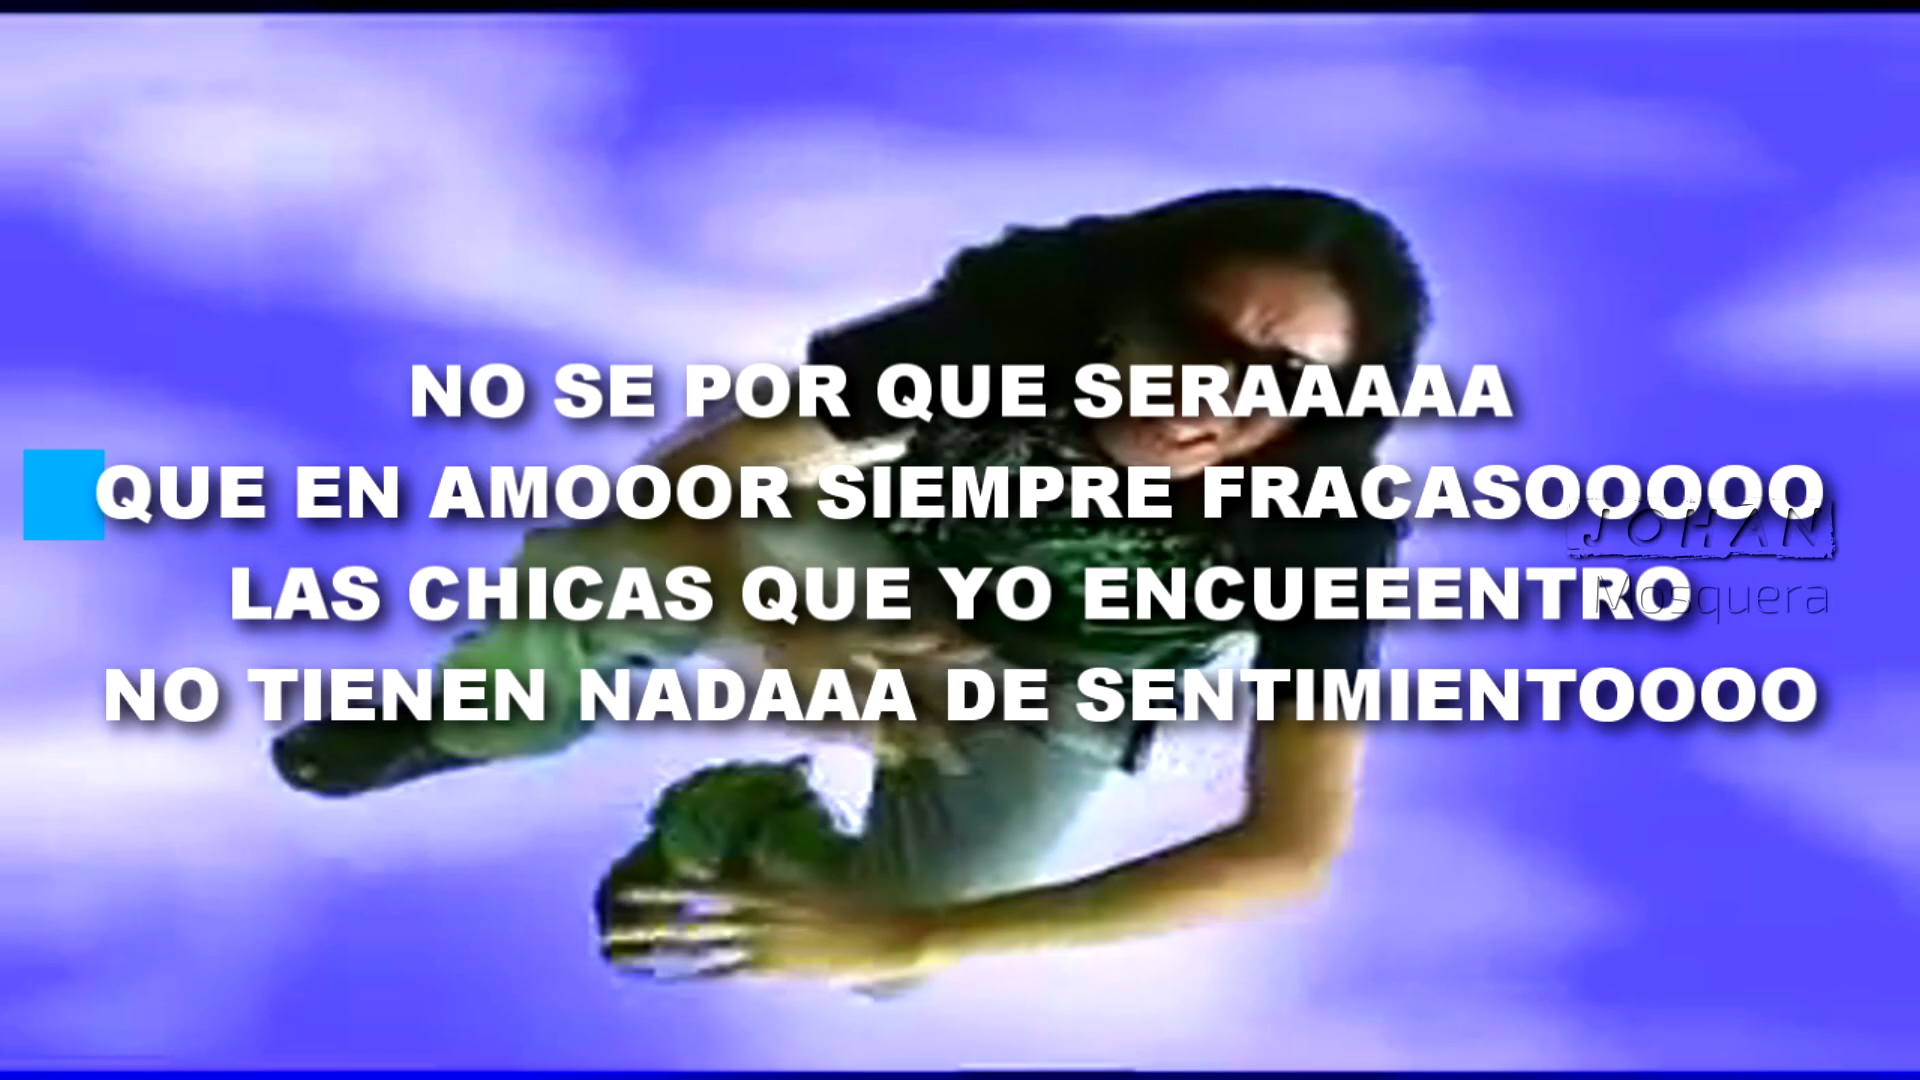 NO SE POR QUE SERAAAAA
QUE EN AMOOOR SIEMPRE FRACASOOOOO
LAS CHICAS QUE YO ENCUEEENTRO
NO TIENEN NADAAA DE SENTIMIENTOOOO
JOHAN
Mosquera